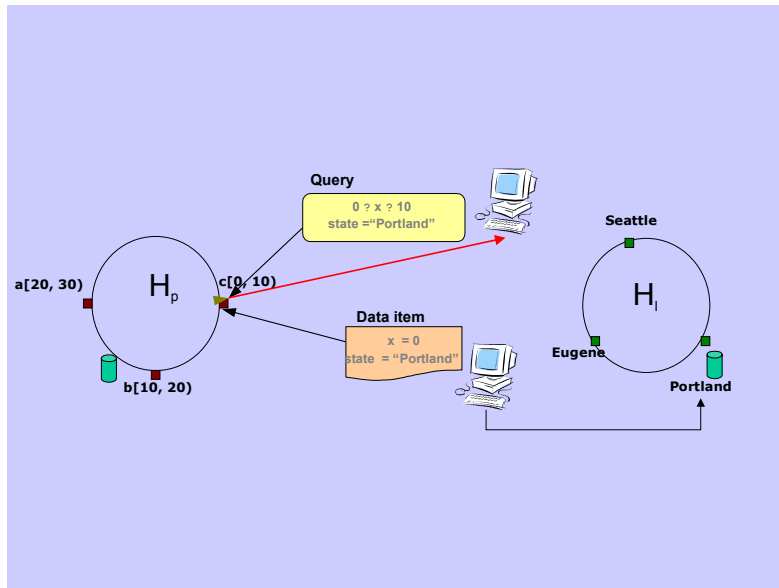 Query
0 ? x ? 10
state =“Portland”
Seattle
a[20, 30)
Hp
c[0, 10)
Hl
Data item
x = 0
state = “Portland”
Eugene
b[10, 20)
Portland